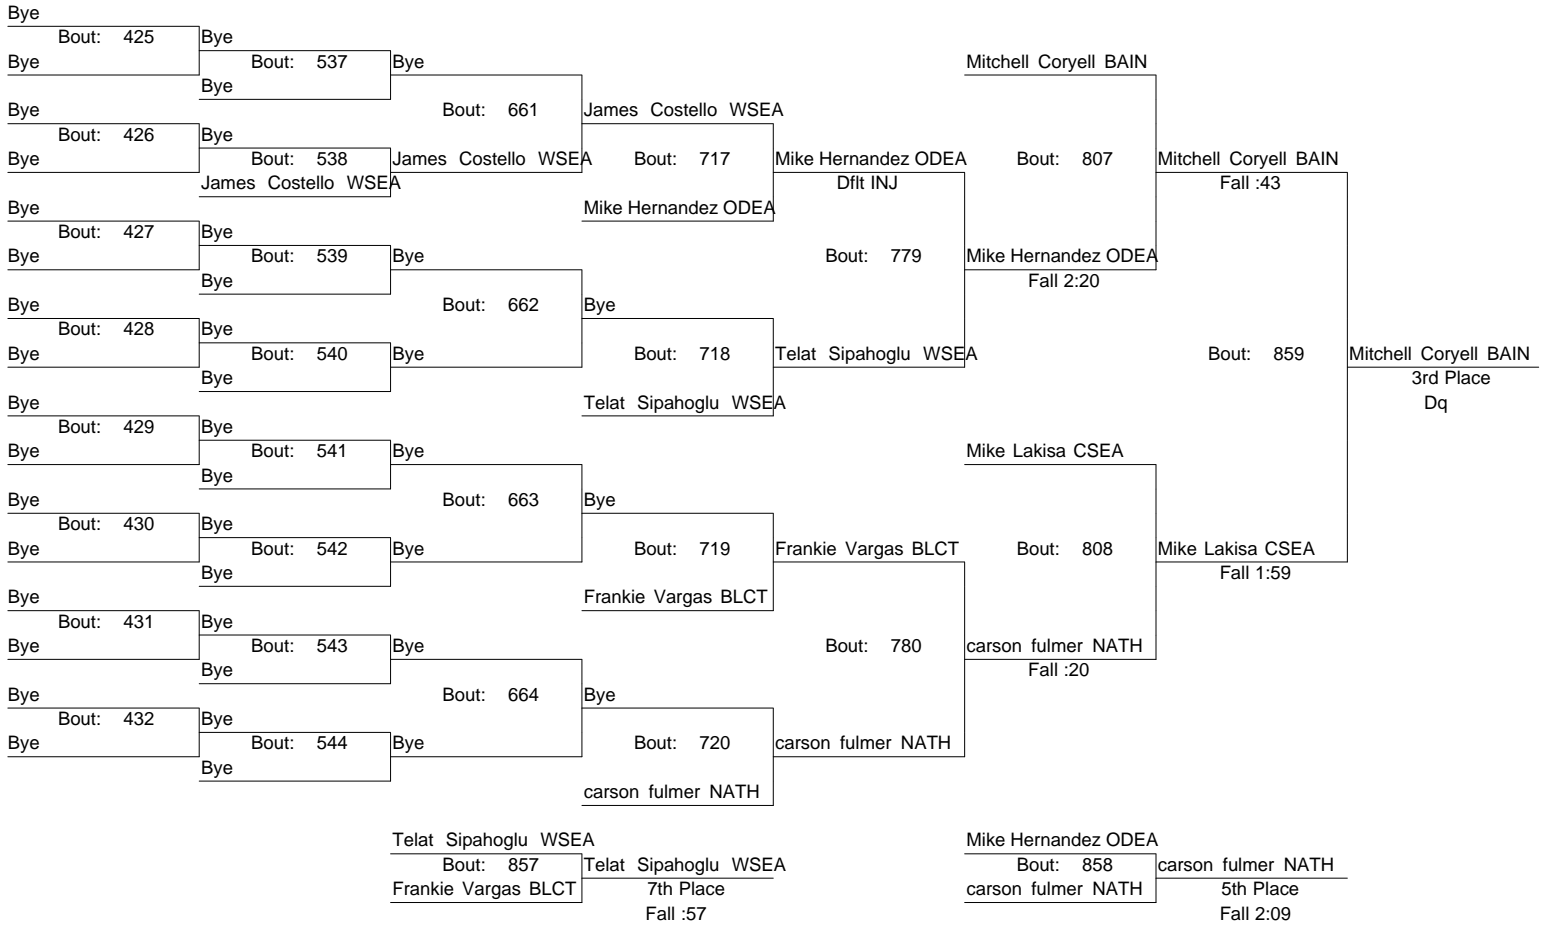 Bye
Bout: 425 Bye
Bye Bout: 537 Bye Mitchell Coryell BAIN
Bye
Bye Bout: 661 James Costello WSEA
Bout: 426 Bye
Bye Bout: 538 James Costello WSEA Bout: 717 Mike Hernandez ODEA Bout: 807 Mitchell Coryell BAIN
James Costello WSEA Dflt INJ Fall :43
Bye Mike Hernandez ODEA
Bout: 427 Bye
Bye Bout: 539 Bye Bout: 779 Mike Hernandez ODEA
Bye Fall 2:20
Bye Bout: 662 Bye
Bout: 428 Bye
Bye Bout: 540 Bye Bout: 718 Telat Sipahoglu WSEA Bout: 859 Mitchell Coryell BAIN
Bye 3rd Place
Bye Telat Sipahoglu WSEA Dq
Bout: 429 Bye
Bye Bout: 541 Bye Mike Lakisa CSEA
Bye
Bye Bout: 663 Bye
Bout: 430 Bye
Bye Bout: 542 Bye Bout: 719 Frankie Vargas BLCT Bout: 808 Mike Lakisa CSEA
Bye Fall 1:59
Bye Frankie Vargas BLCT
Bout: 431 Bye
Bye Bout: 543 Bye Bout: 780 carson fulmer NATH
Bye Fall :20
Bye Bout: 664 Bye
Bout: 432 Bye
Bye Bout: 544 Bye Bout: 720 carson fulmer NATH
Bye
carson fulmer NATH
Telat Sipahoglu WSEA Mike Hernandez ODEA
Bout: 857 Telat Sipahoglu WSEA Bout: 858 carson fulmer NATH
Frankie Vargas BLCT 7th Place carson fulmer NATH 5th Place
Fall :57 Fall 2:09